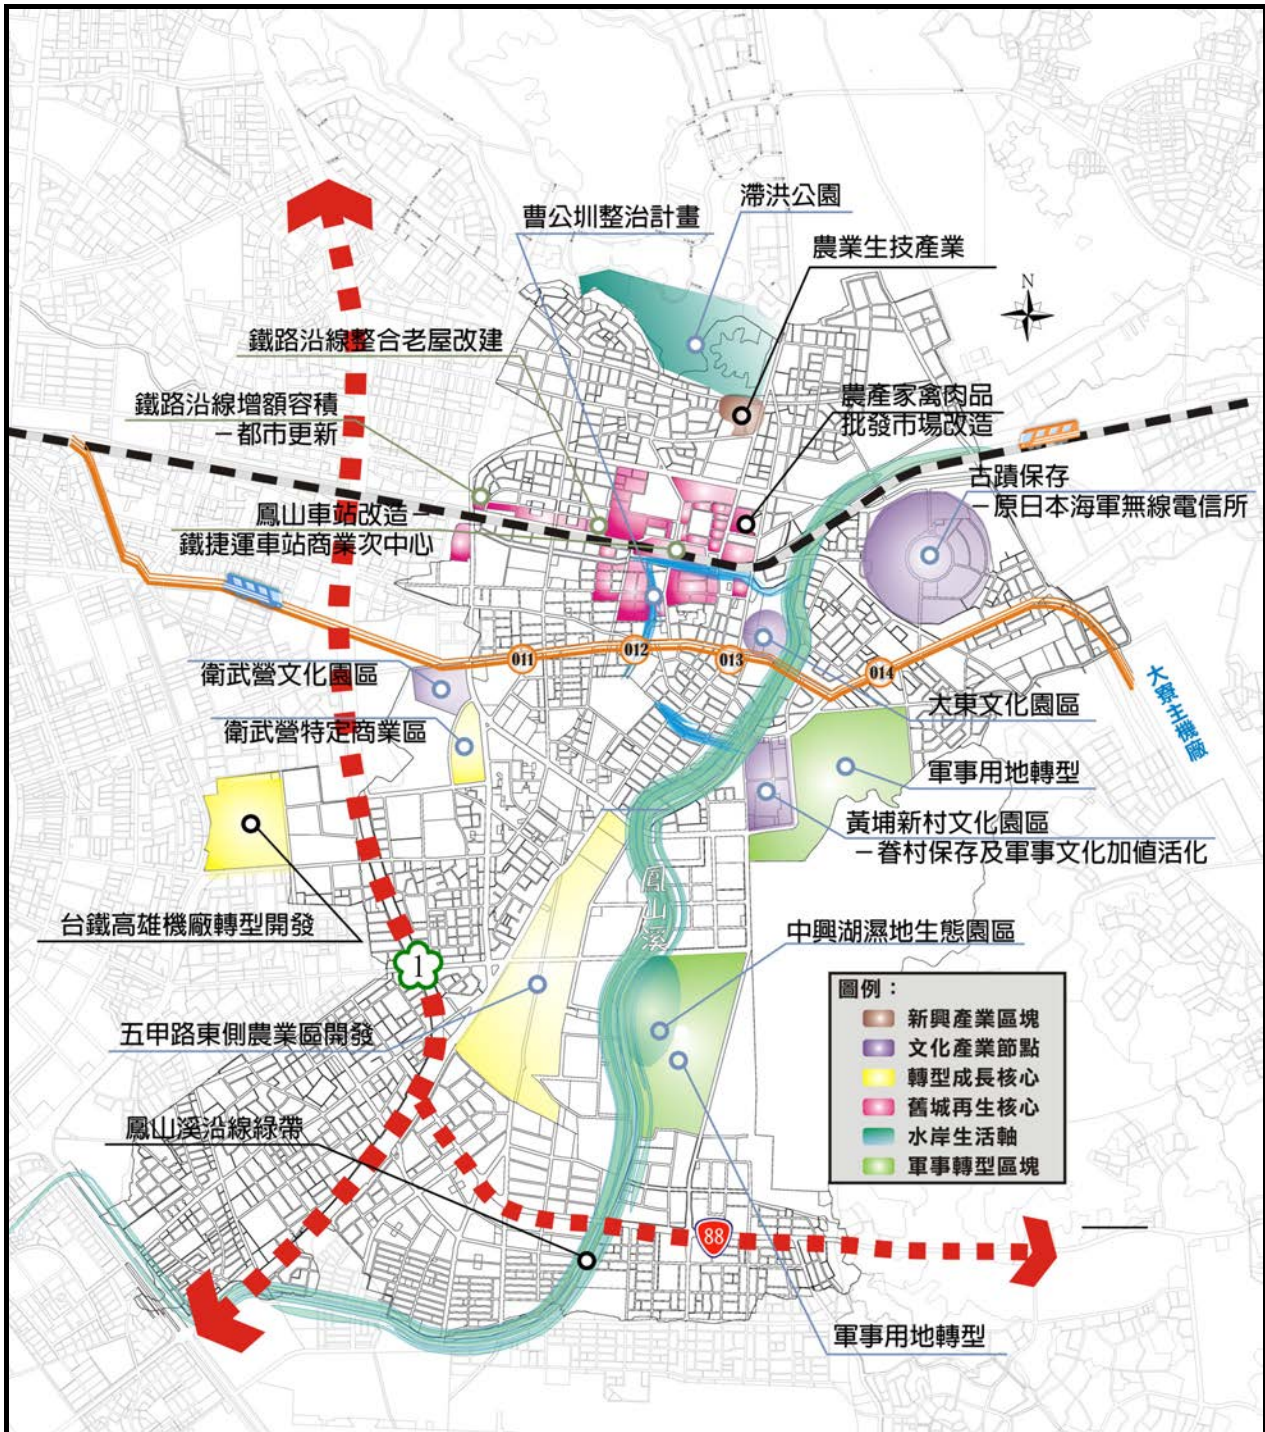 滯洪公園
曹公圳整治計畫
農業生技產業
N
鐵路沿線整合老屋改建
鐵路沿線增額容積
－都市更新
農產家禽肉品
批發市場改造
古蹟保存
－原日本海軍無線電信所
鳳山車站改造－
鐵捷運車站商業次中心
011
012
013
014
衛武營文化園區
大寮主機廠
大東文化園區
衛武營特定商業區
軍事用地轉型
黃埔新村文化園區
－眷村保存及軍事文化加值活化
鳳山溪
台鐵高雄機廠轉型開發
中興湖濕地生態園區
1
五甲路東側農業區開發
圖例：
新興產業區塊
文化產業節點
轉型成長核心
舊城再生核心
水岸生活軸
軍事轉型區塊
鳳山溪沿線綠帶
88
軍事用地轉型